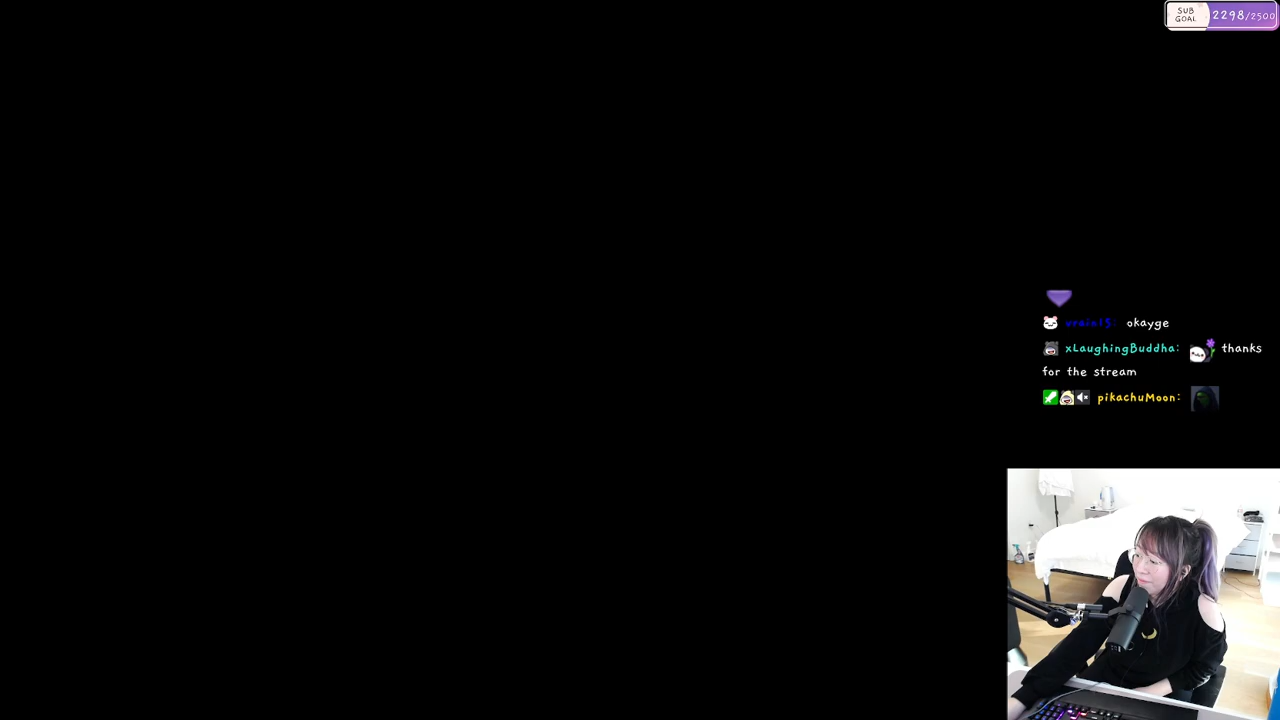 SUB
GOAL
2298/2500
okayge
xLaughingBuddha: thanks
for the stream
pikachuMoon: